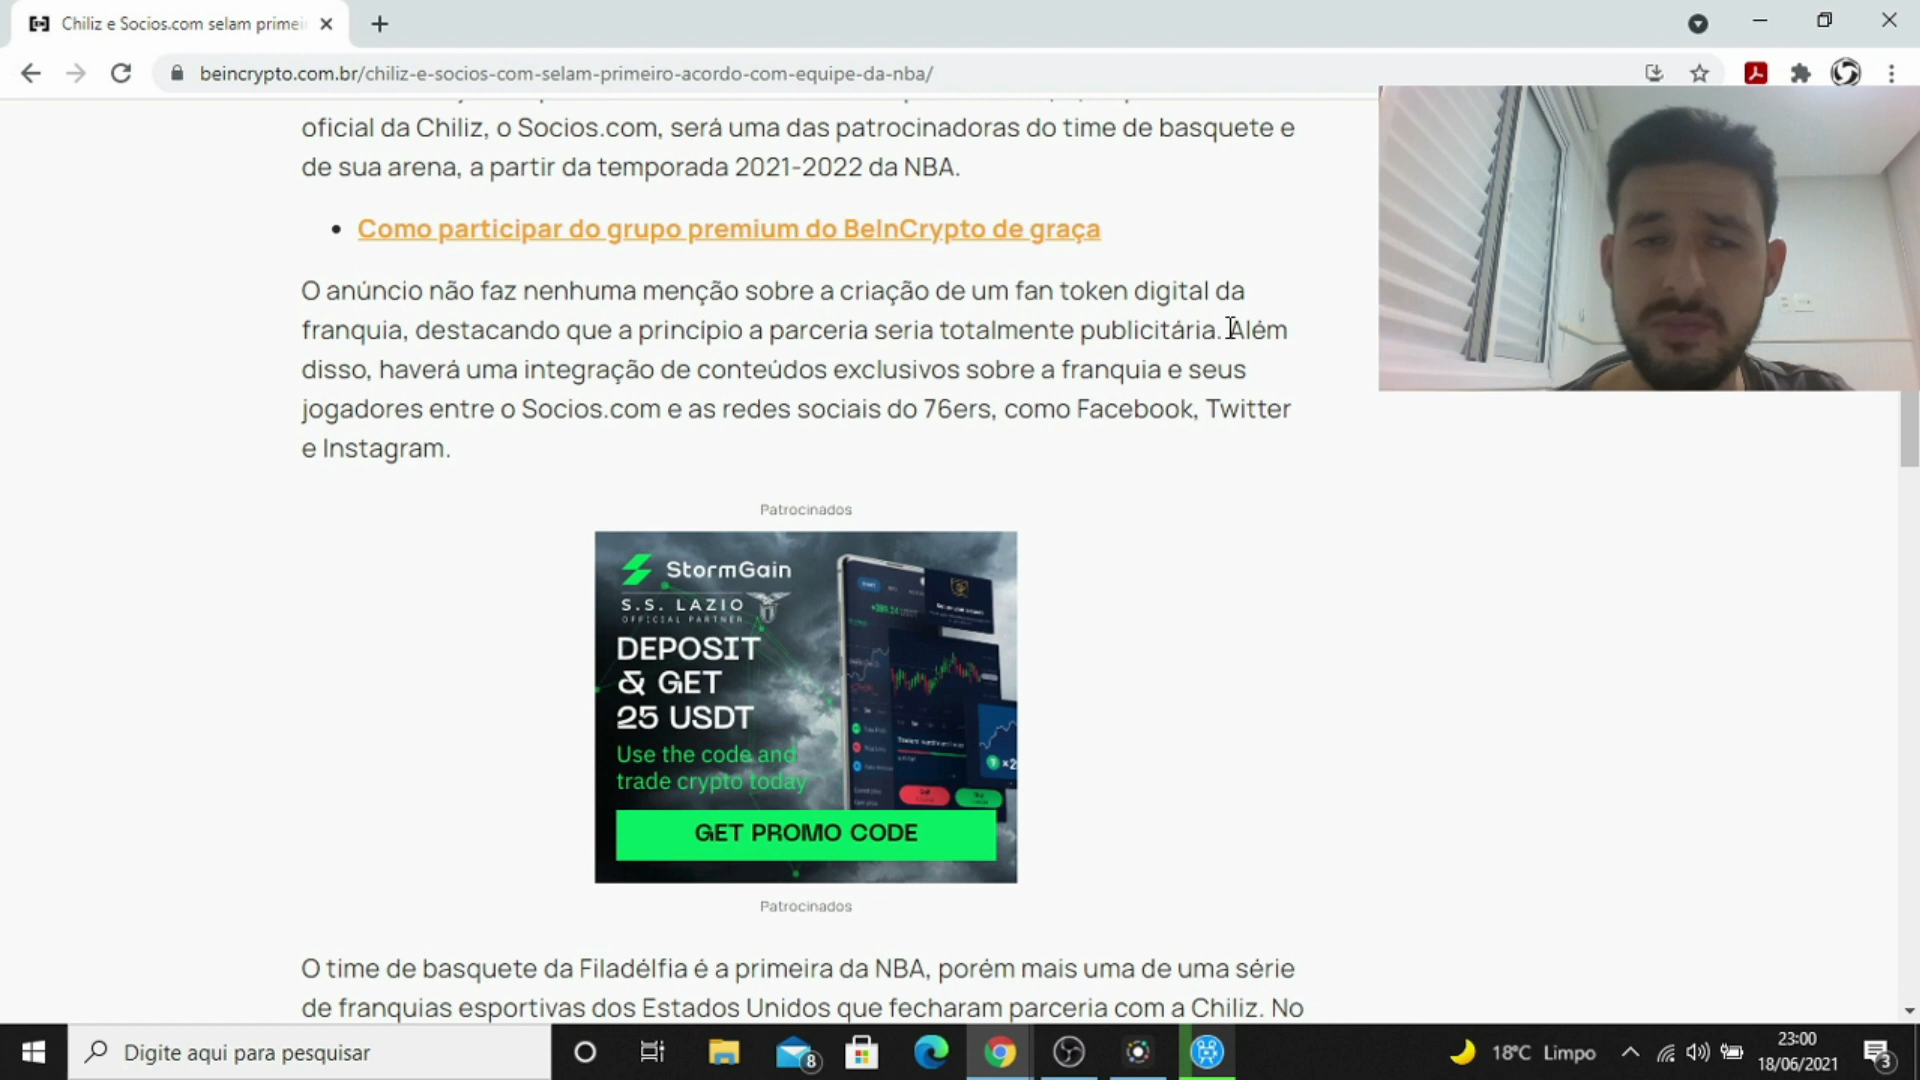 Chiliz e Socios.com selam primei
beincrypto.com.br/chiliz-e-socios-com-selam-primeiro-acordo-com-equipe-da-nba/
oficial da Chiliz, o Socios.com, será uma das patrocinadoras do time de basquete e
de sua arena, a partir da temporada 2021-2022 da NBA.
Como participar do grupo premium do BeInCrypto de graça
O anúncio não faz nenhuma menção sobre a criação de um fan token digital da
franquia, destacando que a princípio a parceria seria totalmente publicitária. Além
disso, haverá uma integração de conteúdos exclusivos sobre a franquia e seus
jogadores entre o Socios.com e as redes sociais do 76ers, como Facebook, Twitter
e Instagram.
Patrocinados
StormGain
S.S. LAZIO
OFFICIAL PARTNER
DEPOSIT
& GET
25 USDT
Use the code and
trade crypto today
GET PROMO CODE
Patrocinados
O time de basquete da Filadélfia é a primeira da NBA, porém mais uma de uma série
de franquias esportivas dos Estados Unidos que fecharam parceria com a Chiliz. No
Digite aqui para pesquisar
8
18°C Limpo
23:00
18/06/2021
3